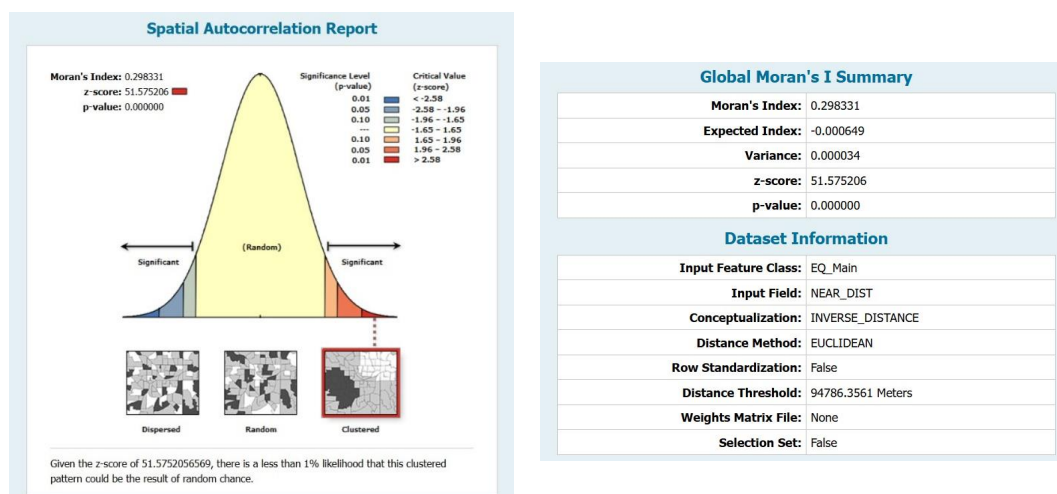 Spatial Autocorrelation Report
Moran's Index: 0.298331
z-score: 51.575206
p-value: 0.000000
Significance Level (p-value)
Critical Value (z-score)
0.01 < -2.58
0.05 -2.58 – -1.96
0.10 -1.96 – -1.65
--- -1.65 – 1.65
0.10 1.65 – 1.96
0.05 1.96 – 2.58
0.01 > 2.58
(Random)
Significant
Significant
Dispersed
Random
Clustered
Given the z-score of 51.5752056569, there is a less than 1% likelihood that this clustered
pattern could be the result of random chance.
Global Moran's I Summary
Moran's Index: 0.298331
Expected Index: -0.000649
Variance: 0.000034
z-score: 51.575206
p-value: 0.000000
Dataset Information
Input Feature Class: EQ_Main
Input Field: NEAR_DIST
Conceptualization: INVERSE_DISTANCE
Distance Method: EUCLIDEAN
Row Standardization: False
Distance Threshold: 94786.3561 Meters
Weights Matrix File: None
Selection Set: False